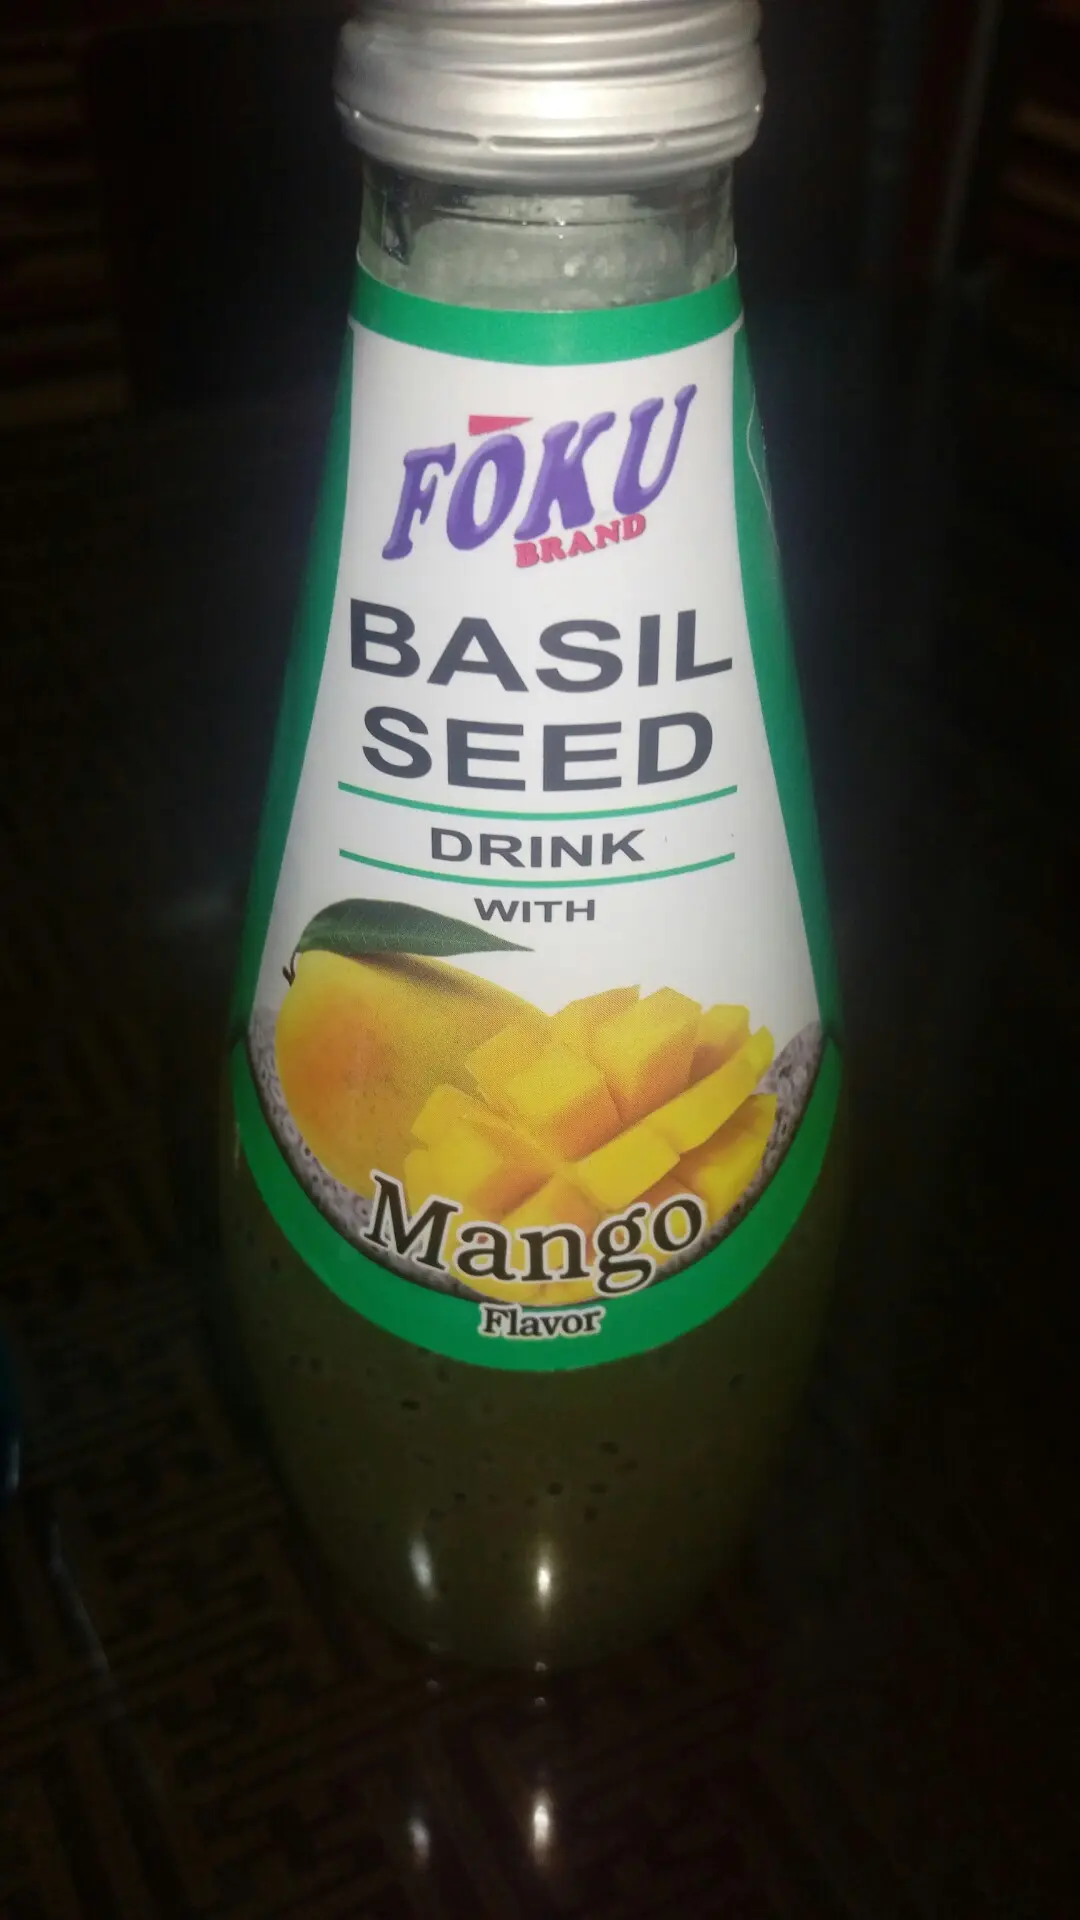 FŌKU
BRAND
BASIL
SEED
DRINK
WITH
Mango
Flavor